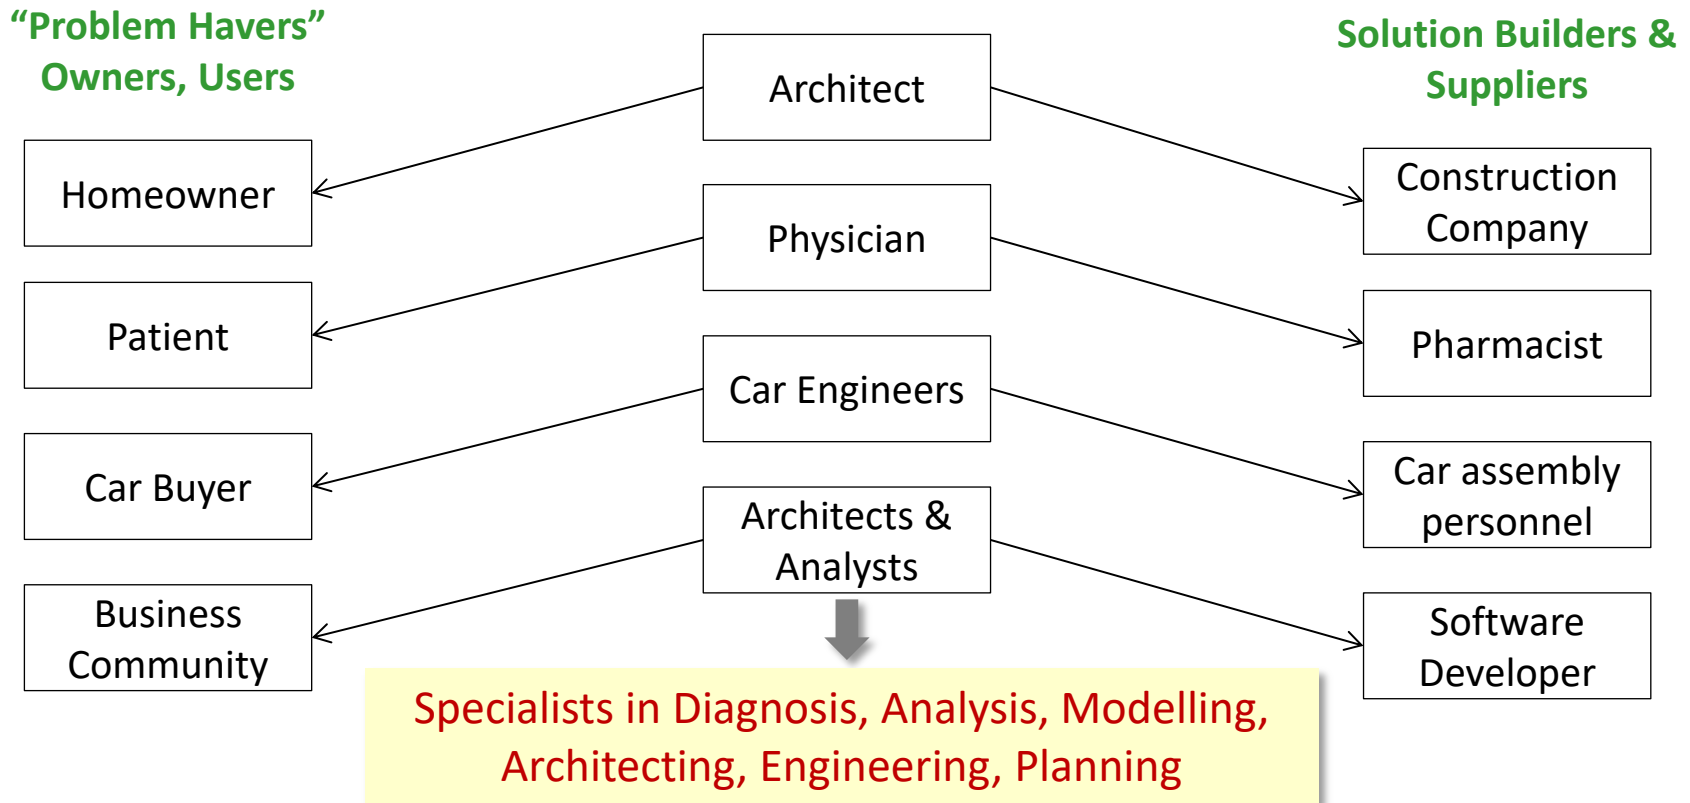 “Problem Havers”
Owners, Users
Homeowner
Patient
Car Buyer
Business
Community
Architect
Physician
Car Engineers
Architects &
Analysts
Specialists in Diagnosis, Analysis, Modelling,
Architecting, Engineering, Planning
Solution Builders &
Suppliers
Construction
Company
Pharmacist
Car assembly
personnel
Software
Developer